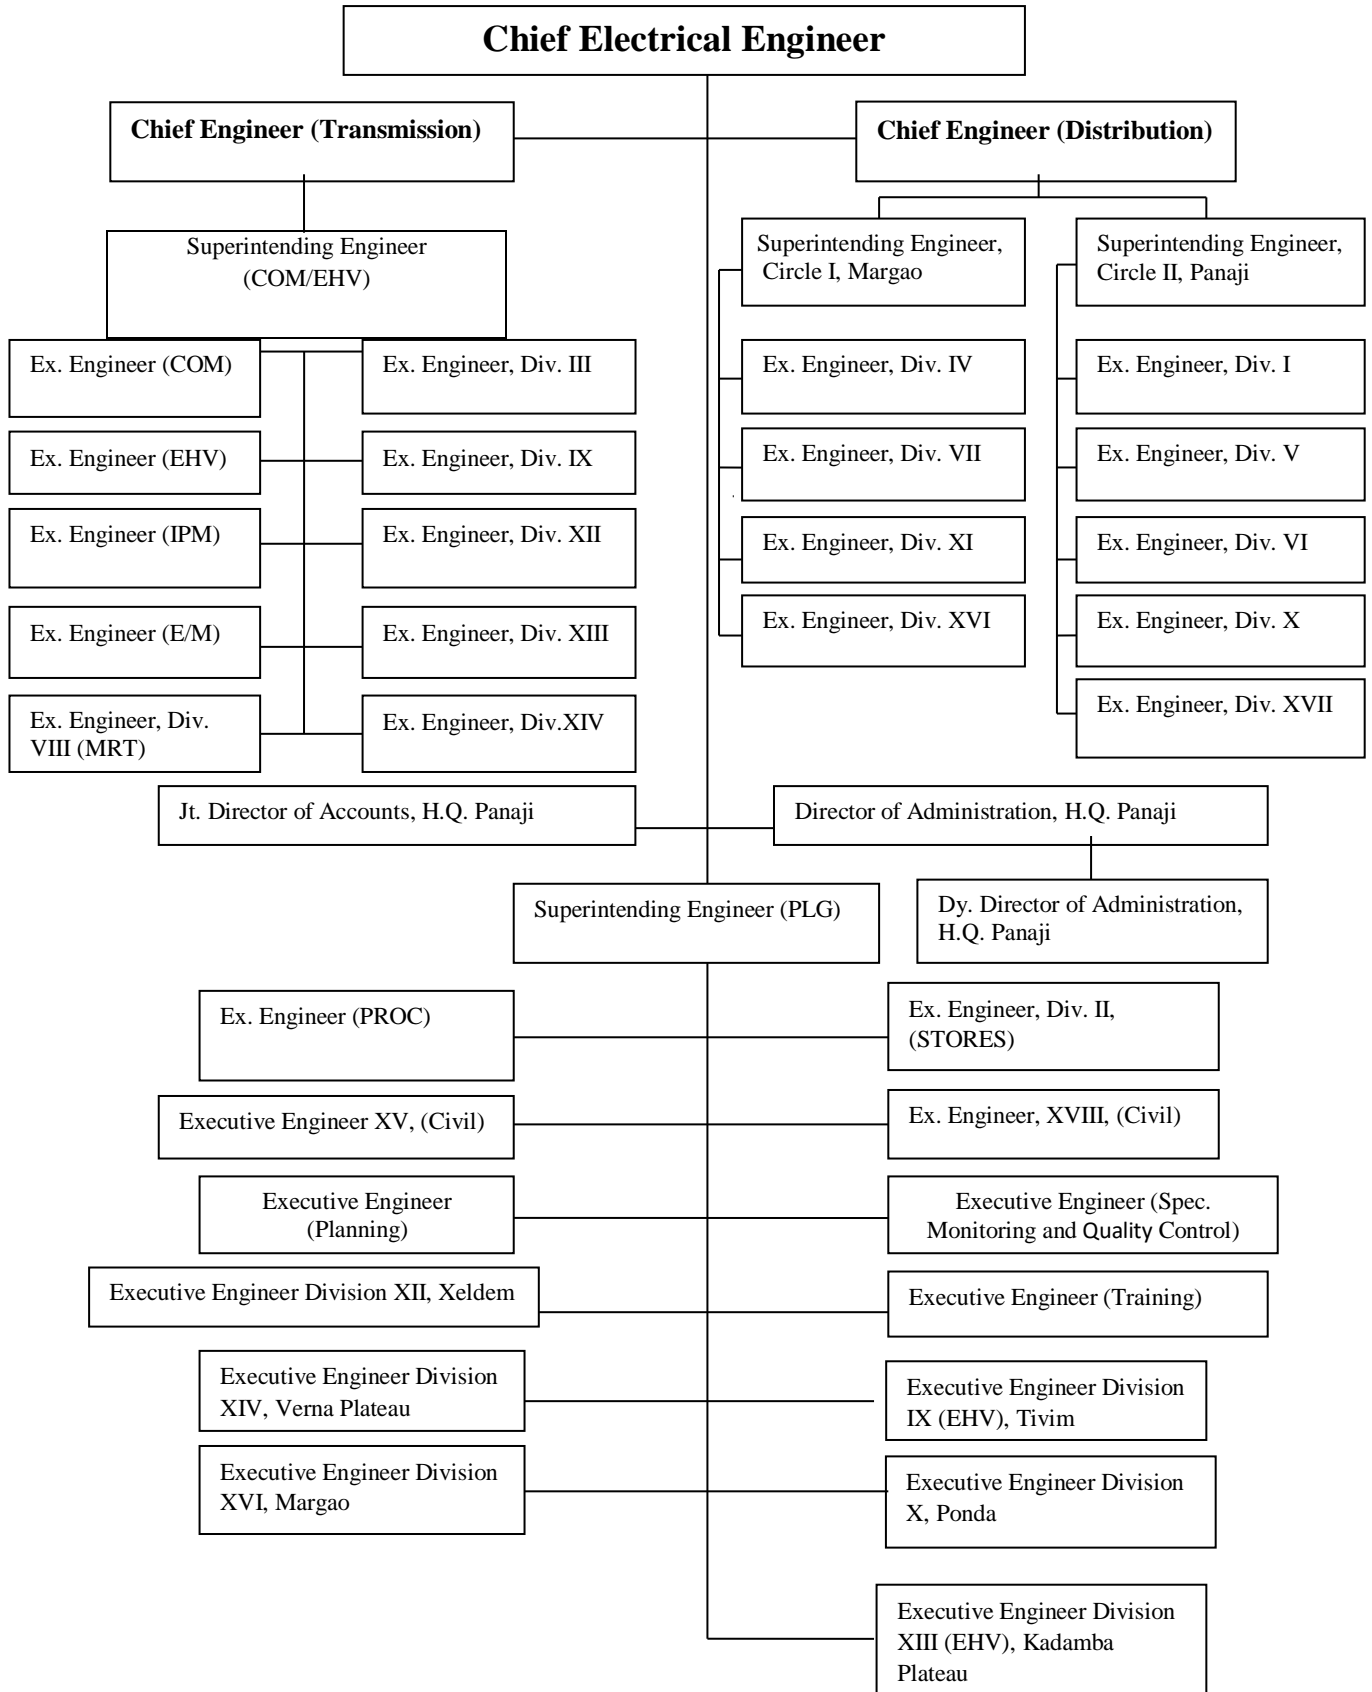 Chief Electrical Engineer
Chief Engineer (Transmission)
Chief Engineer (Distribution)
Superintending Engineer
(COM/EHV)
Superintending Engineer,
Circle I, Margao
Superintending Engineer,
Circle II, Panaji
Ex. Engineer (COM)
Ex. Engineer, Div. III
Ex. Engineer, Div. IV
Ex. Engineer, Div. I
Ex. Engineer (EHV)
Ex. Engineer, Div. IX
Ex. Engineer, Div. VII
Ex. Engineer, Div. V
Ex. Engineer (IPM)
Ex. Engineer, Div. XII
Ex. Engineer, Div. XI
Ex. Engineer, Div. VI
Ex. Engineer (E/M)
Ex. Engineer, Div. XIII
Ex. Engineer, Div. XVI
Ex. Engineer, Div. X
Ex. Engineer, Div.
VIII (MRT)
Ex. Engineer, Div.XIV
Ex. Engineer, Div. XVII
Jt. Director of Accounts, H.Q. Panaji
Director of Administration, H.Q. Panaji
Superintending Engineer (PLG)
Dy. Director of Administration,
H.Q. Panaji
Ex. Engineer (PROC)
Ex. Engineer, Div. II,
(STORES)
Executive Engineer XV, (Civil)
Ex. Engineer, XVIII, (Civil)
Executive Engineer
(Planning)
Executive Engineer (Spec.
Monitoring and Quality Control)
Executive Engineer Division XII, Xeldem
Executive Engineer (Training)
Executive Engineer Division
XIV, Verna Plateau
Executive Engineer Division
IX (EHV), Tivim
Executive Engineer Division
XVI, Margao
Executive Engineer Division
X, Ponda
Executive Engineer Division
XIII (EHV), Kadamba
Plateau